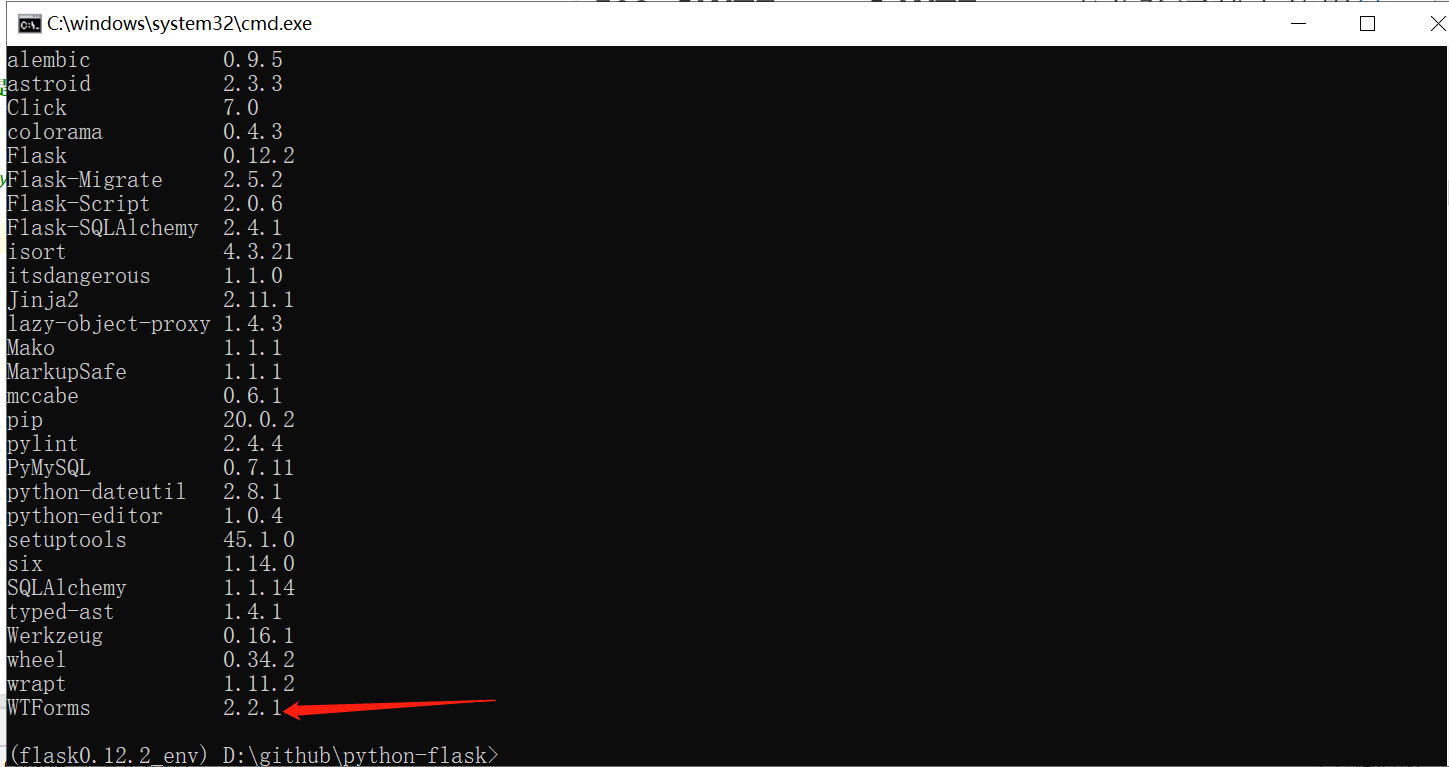 C:\windows\system32\cmd.exe
alembic 0.9.5
astroid 2.3.3
Click 7.0
colorama 0.4.3
Flask 0.12.2
Flask-Migrate 2.5.2
Flask-Script 2.0.6
Flask-SQLAlchemy 2.4.1
isort 4.3.21
itsdangerous 1.1.0
Jinja2 2.11.1
lazy-object-proxy 1.4.3
Mako 1.1.1
MarkupSafe 1.1.1
mccabe 0.6.1
pip 20.0.2
pylint 2.4.4
PyMySQL 0.7.11
python-dateutil 2.8.1
python-editor 1.0.4
setuptools 45.1.0
six 1.14.0
SQLAlchemy 1.1.14
typed-ast 1.4.1
Werkzeug 0.16.1
wheel 0.34.2
wrapt 1.11.2
WTForms 2.2.1
(flask0.12.2_env) D:\github\python-flask>